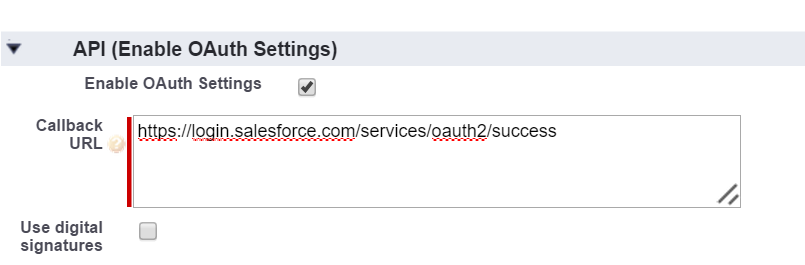 API (Enable OAuth Settings)
Enable OAuth Settings
Callback
URL
https://login.salesforce.com/services/oauth2/success
Use digital
signatures